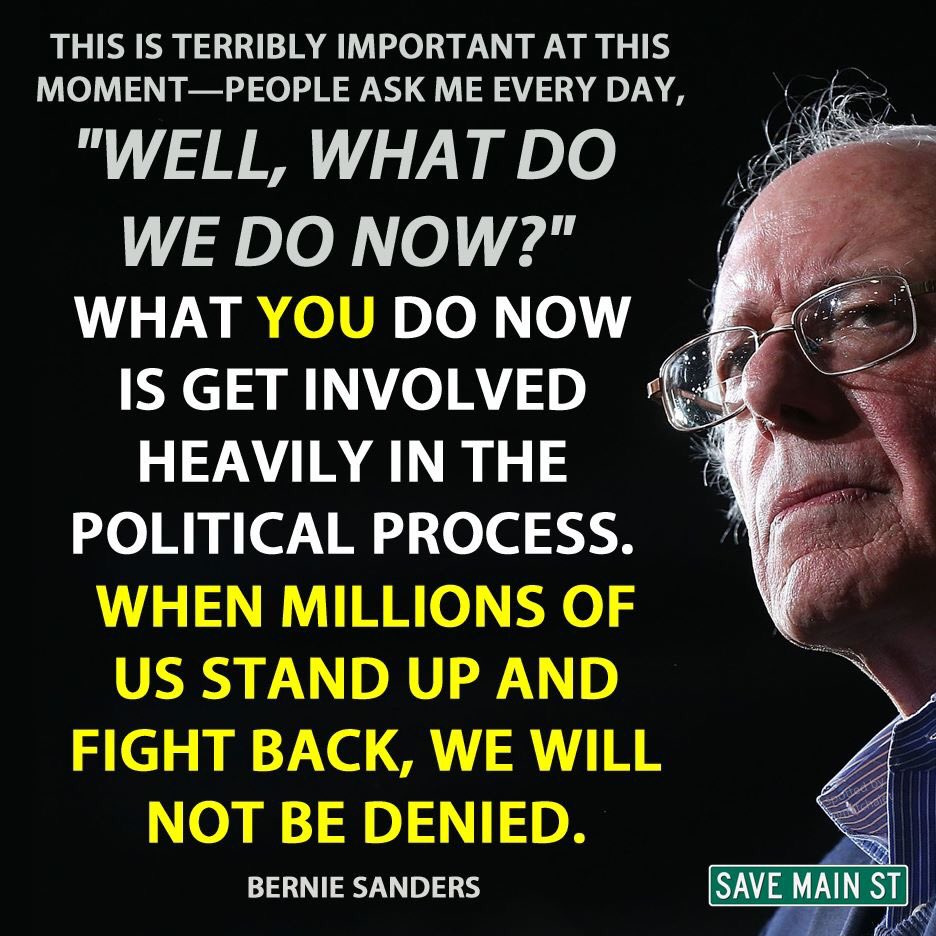 THIS IS TERRIBLY IMPORTANT AT THIS
MOMENT—PEOPLE ASK ME EVERY DAY,
"WELL, WHAT DO
WE DO NOW?"
WHAT YOU DO NOW
IS GET INVOLVED
HEAVILY IN THE
POLITICAL PROCESS.
WHEN MILLIONS OF
US STAND UP AND
FIGHT BACK, WE WILL
NOT BE DENIED.
BERNIE SANDERS
SAVE MAIN ST